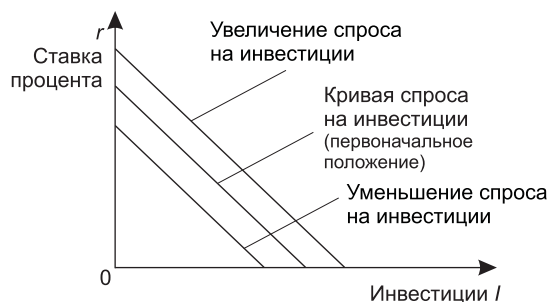 r
Ставка
процента
Увеличение спроса
на инвестиции
Кривая спроса
на инвестиции
(первоначальное
положение)
Уменьшение спроса
на инвестиции
0
Инвестиции I